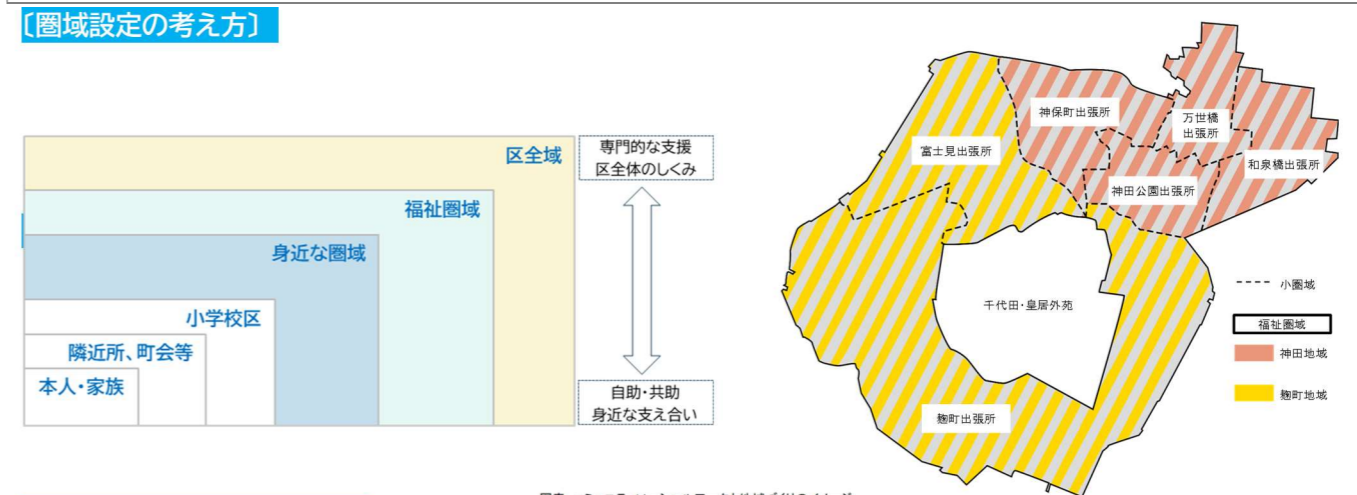 〔圏域設定の考え方〕
区全域
福祉圏域
身近な圏域
小学校区
隣近所、町会等
本人・家族
専門的な支援
区全体のしくみ
自助・共助
身近な支え合い
神保町出張所
万世橋
出張所
富士見出張所
和泉橋出張所
神田公園出張所
千代田・皇居外苑
麴町出張所
小圏域
福祉圏域
神田地域
麴町地域